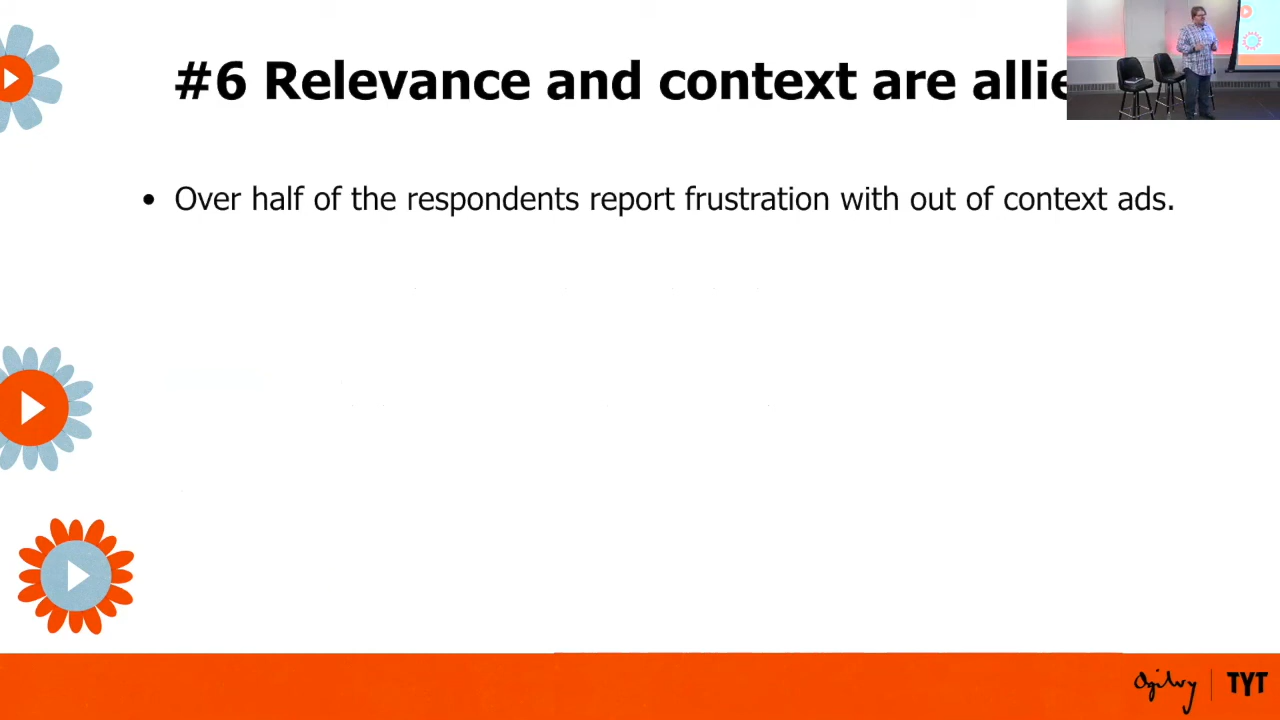 #6 Relevance and context are allie
• Over half of the respondents report frustration with out of context ads.
Ogilvy
TYT